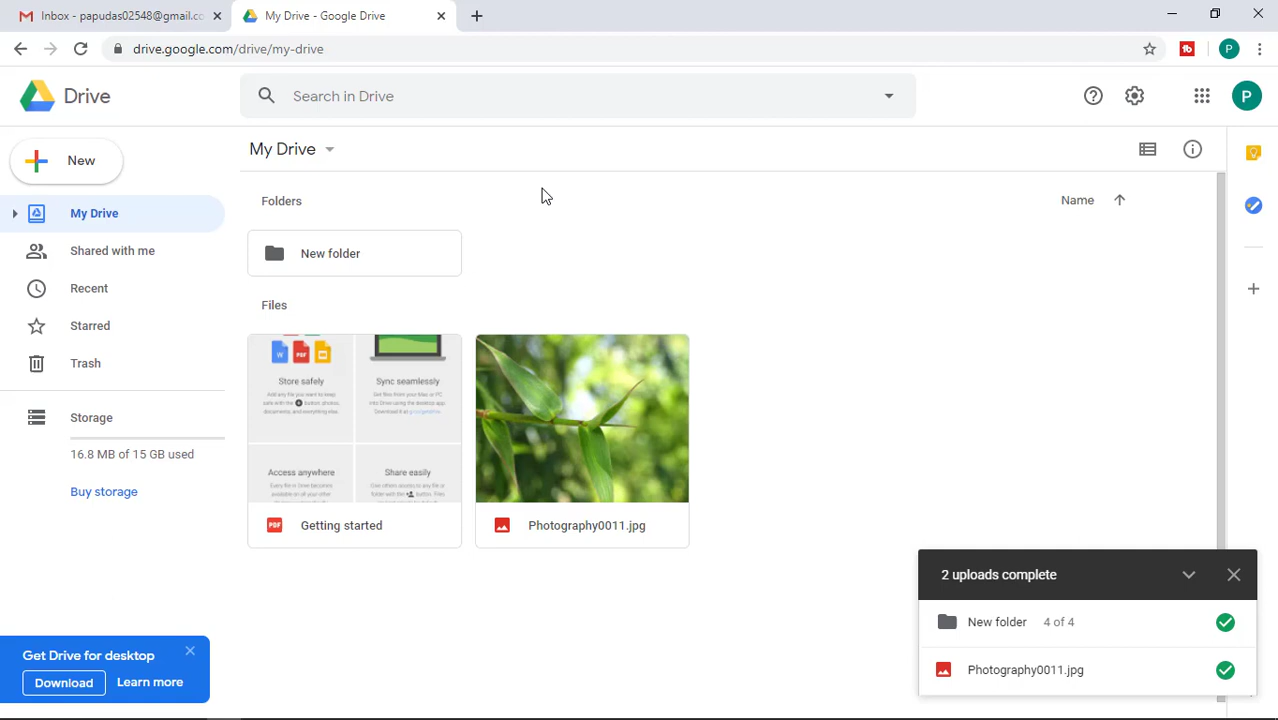 Inbox - papudas02548@gmail.cc
My Drive - Google Drive
drive.google.com/drive/my-drive
P
Drive
Search in Drive
P
New
My Drive
Folders
Name
My Drive
Shared with me
New folder
Recent
Files
Starred
W PDF
Store safely
Sync seamlessly
Trash
Storage
16.8 MB of 15 GB used
Access anywhere
Share easily
Buy storage
PDF Getting started
Photography0011.jpg
2 uploads complete
New folder 4 of 4
Photography0011.jpg
Get Drive for desktop
Download Learn more